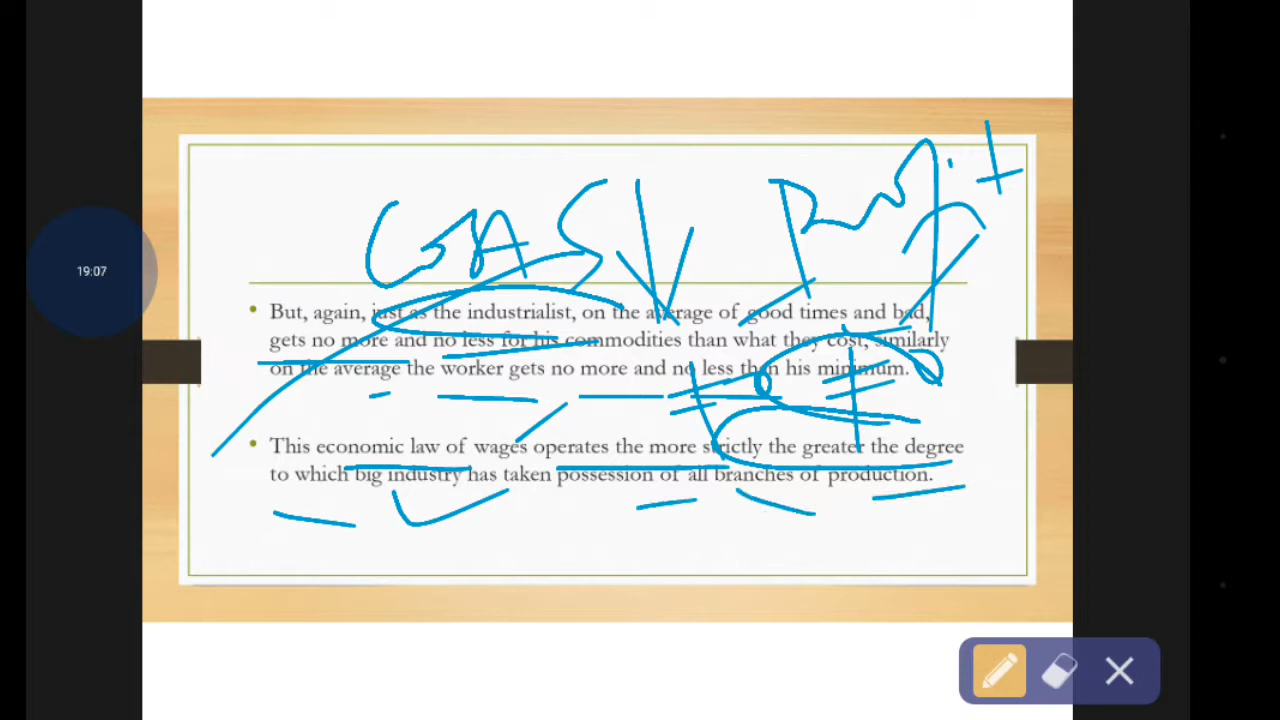 Profit
19:07
• But, again, just as the industrialist, on the average of good times and bad,
gets no more and no less for his commodities than what they cost, similarly
on the average the worker gets no more and no less than his minimum.
• This economic law of wages operates the more strictly the greater the degree
to which big industry has taken possession of all branches of production.